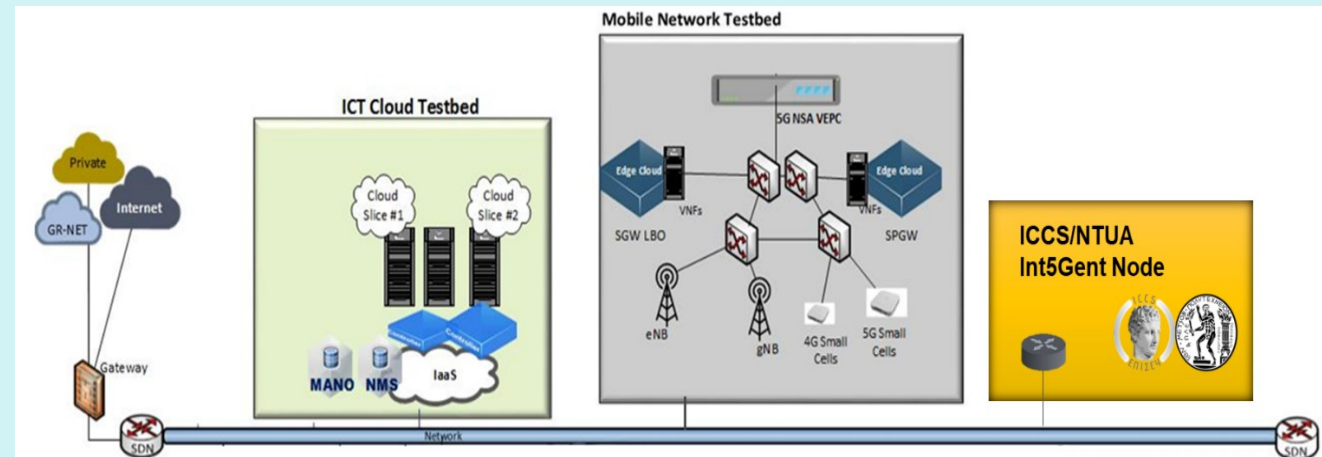 Mobile Network Testbed
ICT Cloud Testbed
5G NSA VEPC
Private
Internet
GR-NET
Cloud
Slice #1
Cloud
Slice #2
Edge Cloud
VNFs
SGW LBO
Edge Cloud
VNFs
SPGW
ICCS/NTUA
Int5Gent Node
eNB
gNB
4G Small
Cells
5G Small
Cells
Controller
MANO
NMS
IaaS
Gateway
SDN
Network
SDN